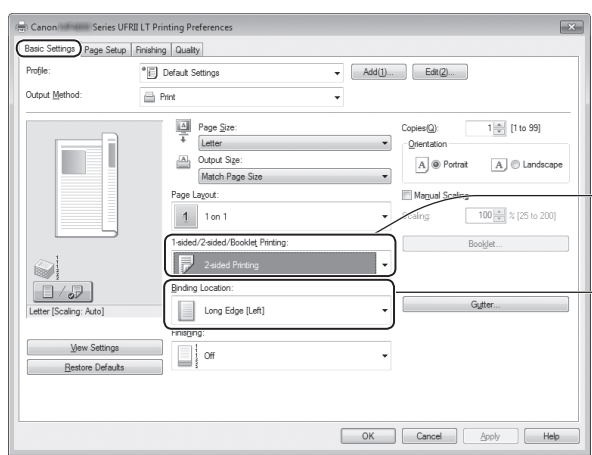 Canon Series UFRII LT Printing Preferences
Basic Settings Page Setup Finishing Quality
Profile: Default Settings Add(1)... Edit(2)...
Output Method: Print
Page Size:
Letter
Output Size:
Match Page Size
Page Layout:
1 1 on 1
1-sided/2-sided/Booklet Printing:
2-sided Printing
Binding Location:
Long Edge [Left]
Finishing:
Off
Copies(Q): 1 [1 to 99]
Orientation
A Portrait A Landscape
Manual Scaling
Scaling: 100 % [25 to 200]
Booklet...
Gutter...
Letter [Scaling: Auto]
View Settings
Restore Defaults
OK Cancel Apply Help